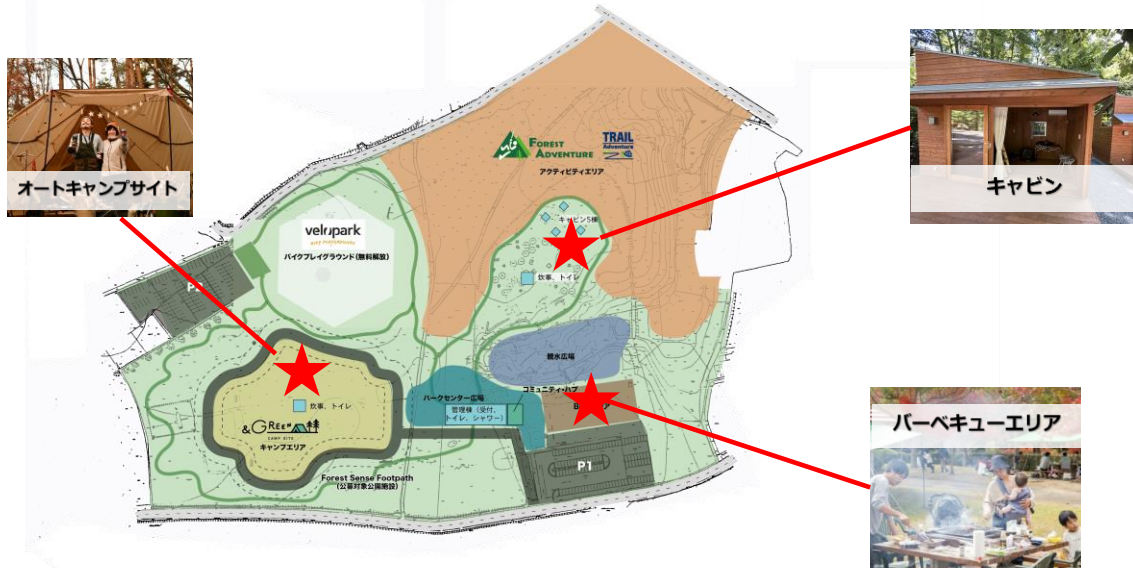 FOREST
ADVENTURE
TRAIL
Adventure
アクティビティエリア
オートキャンプサイト
キャビン
キャビン5棟
velopark
バイクプレイグラウンド(無料解放)
炊事、トイレ
親水広場
コミュニティ・ハブ
パークセンター広場
管理棟(受付、
トイレ、シャワー)
炊事、トイレ
&GREEN
CAMP SITE
キャンプエリア
バーベキューエリア
P1
Forest Sense Footpath
(公募対象公園施設)